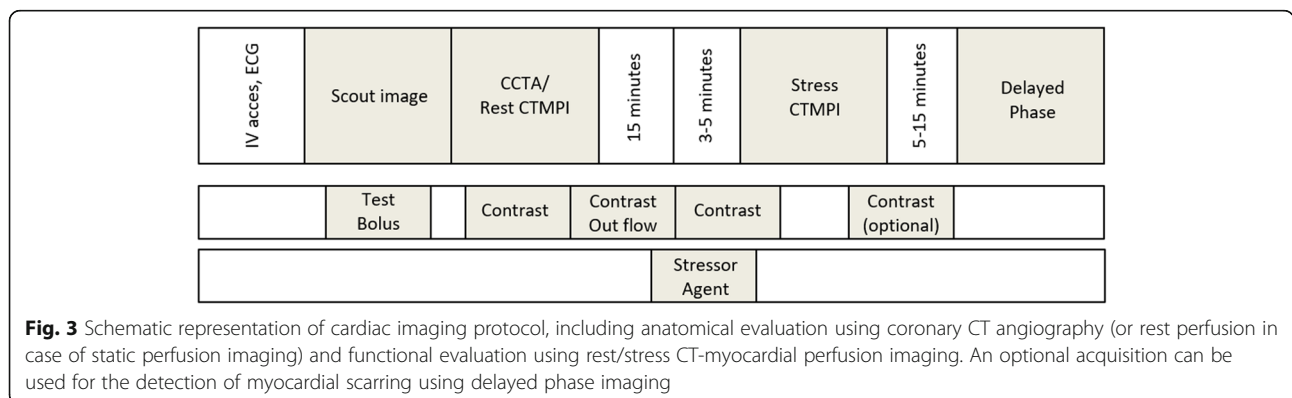 IV acces, ECG
Scout image
CCTA/
Rest CTMPI
15 minutes
3-5 minutes
Stress
CTMPI
5-15 minutes
Delayed
Phase
Test
Bolus
Contrast
Contrast
Out flow
Contrast
Contrast
(optional)
Stressor
Agent
Fig. 3 Schematic representation of cardiac imaging protocol, including anatomical evaluation using coronary CT angiography (or rest perfusion in
case of static perfusion imaging) and functional evaluation using rest/stress CT-myocardial perfusion imaging. An optional acquisition can be
used for the detection of myocardial scarring using delayed phase imaging